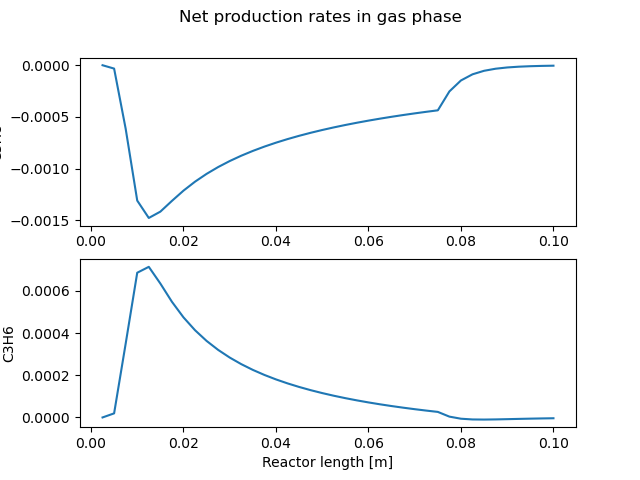 Net production rates in gas phase
0.0000
−0.0005
−0.0010
−0.0015
0.00 0.02 0.04 0.06 0.08 0.10
C3H6
0.0006
0.0004
0.0002
0.0000
0.00 0.02 0.04 0.06 0.08 0.10
Reactor length [m]